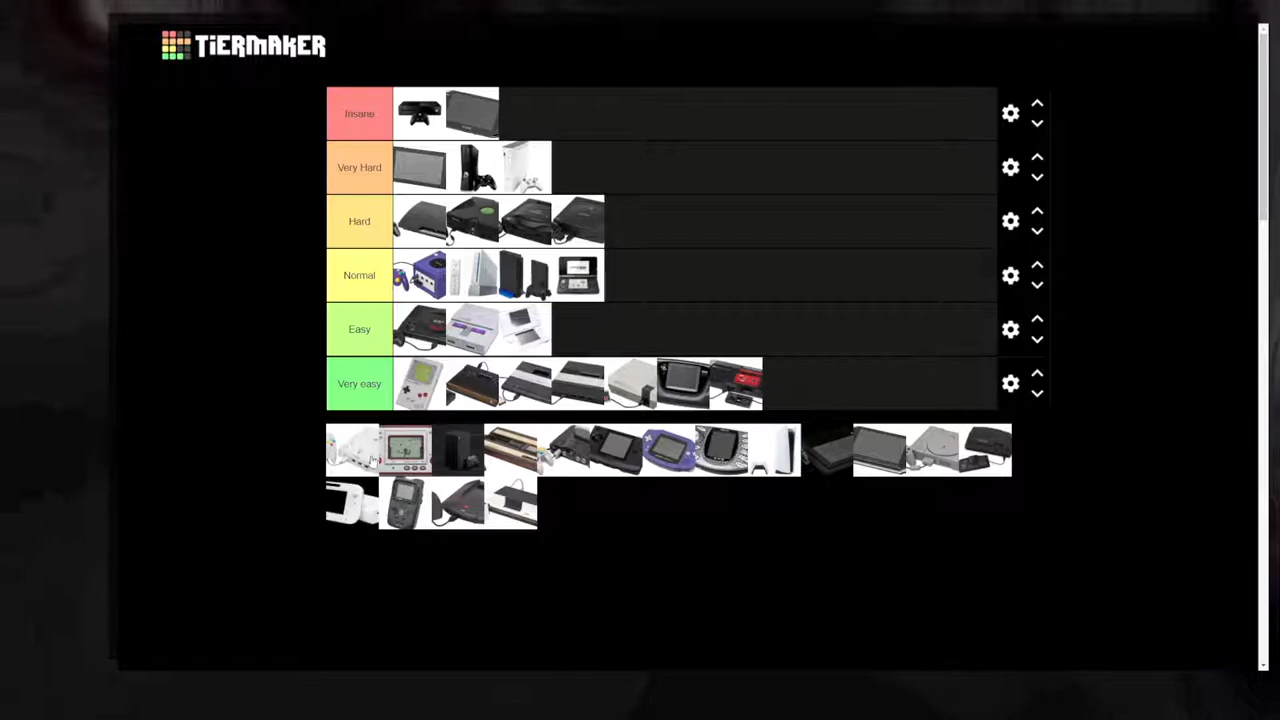 TiERMAKER
Insane
Very Hard
Hard
Normal
Easy
Very easy